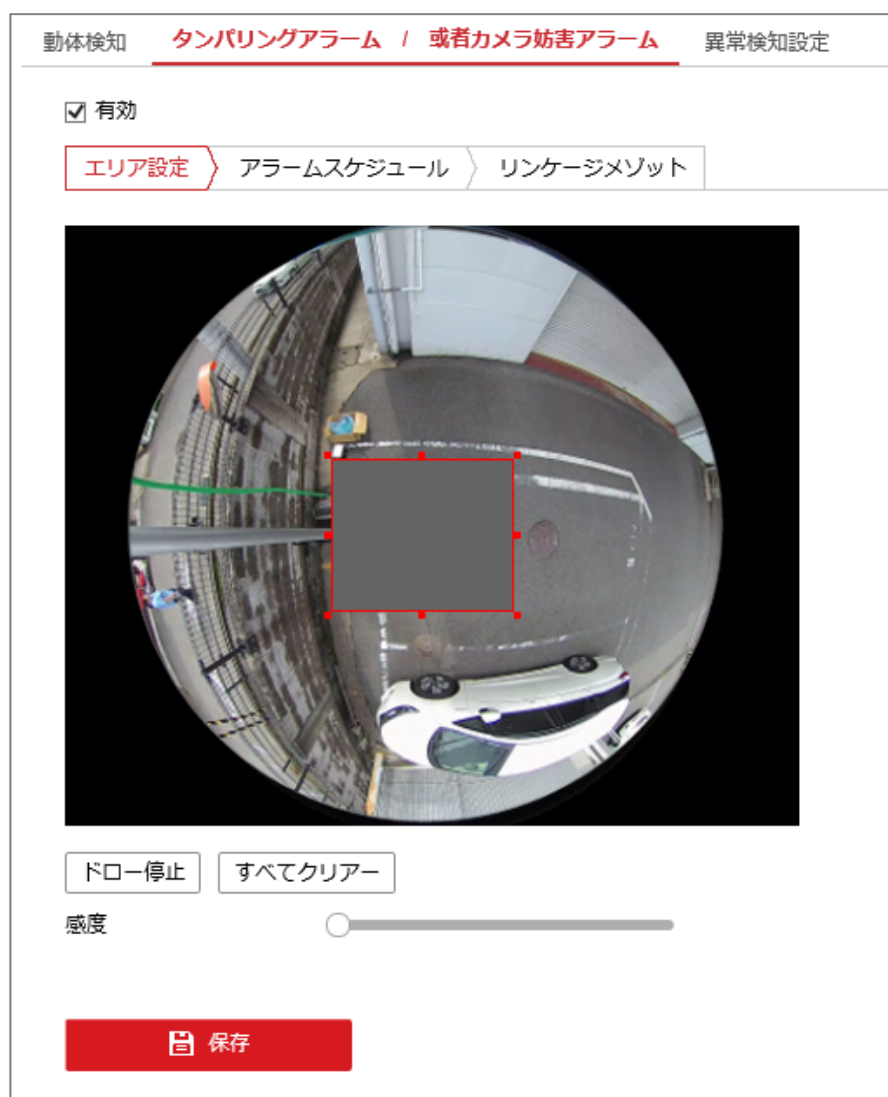 動体検知 タンパリングアラーム / 或者カメラ妨害アラーム 異常検知設定
有効
エリア設定 アラームスケジュール リンケージメゾット
ドロー停止 すべてクリアー
感度
保存